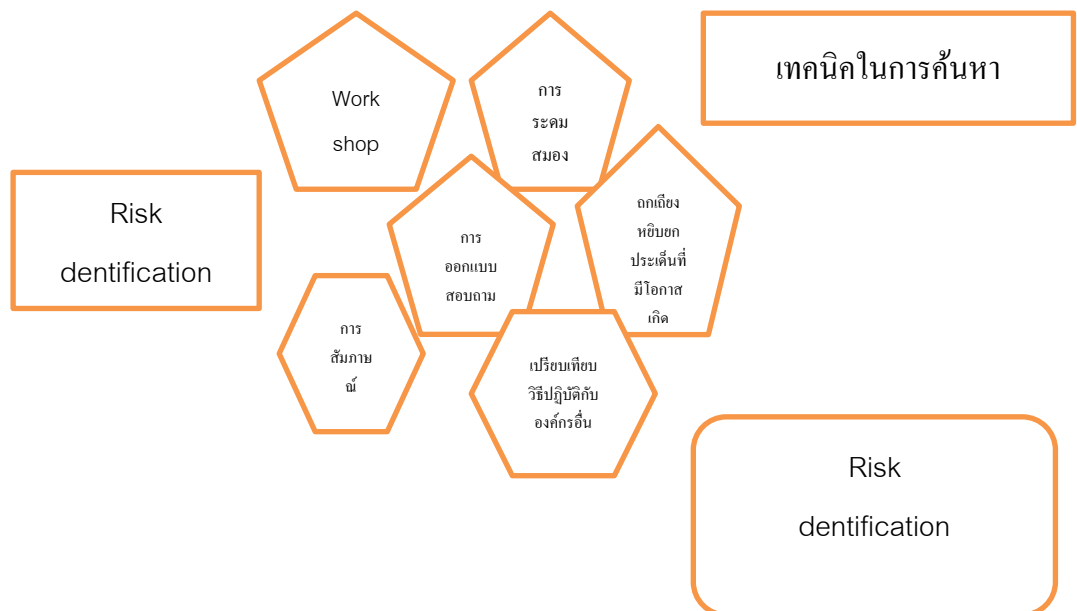 เทคนิคในการค้นหา
Work
shop
การ
ระดม
สมอง
Risk
dentification
การ
ออกแบบ
สอบถาม
ถกเถียง
หยิบยก
ประเด็นที่
มีโอกาส
เกิด
การ
สัมภาษ
ณ์
เปรียบเทียบ
วิธีปฏิบัติกับ
องค์กรอื่น
Risk
dentification